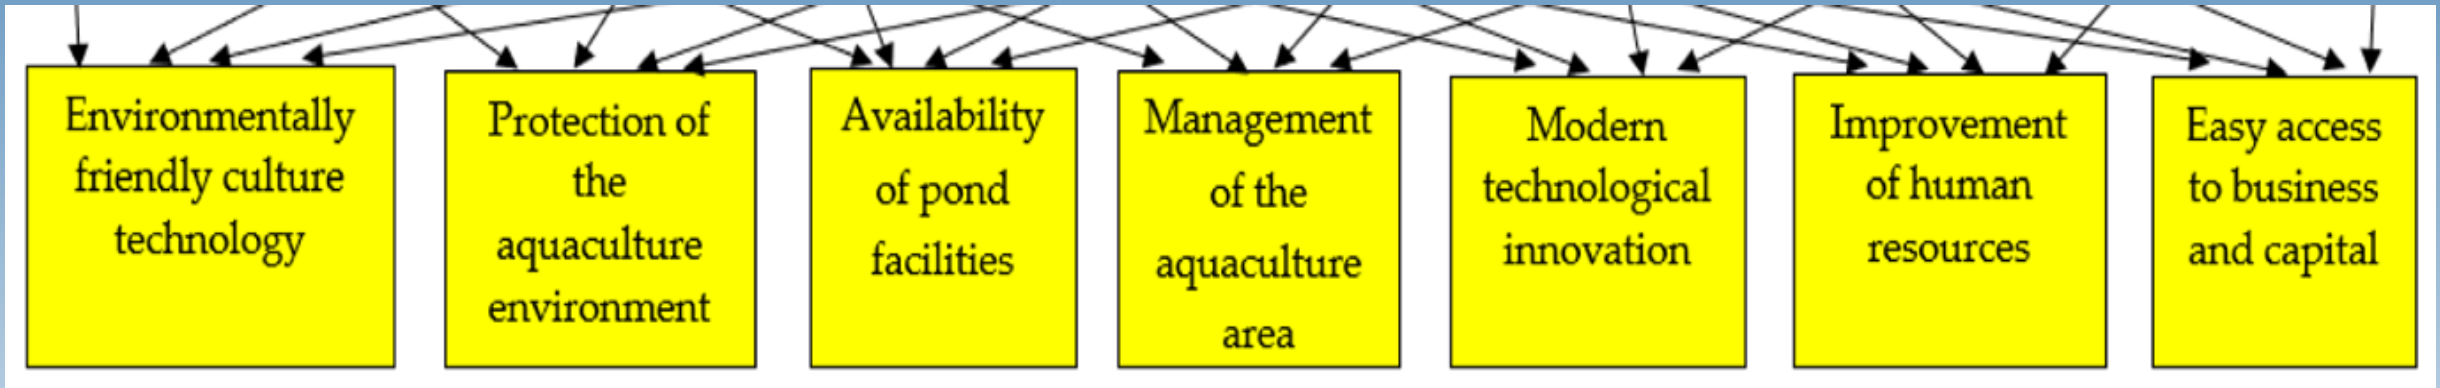 Environmentally
friendly culture
technology
Protection of
the
aquaculture
environment
Availability
of pond
facilities
Management
of the
aquaculture
area
Modern
technological
innovation
Improvement
of human
resources
Easy access
to business
and capital